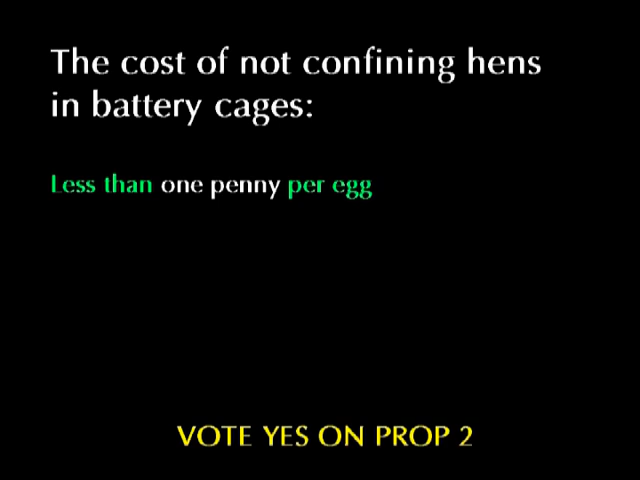 The cost of not confining hens
in battery cages:
Less than one penny per egg
VOTE YES ON PROP 2